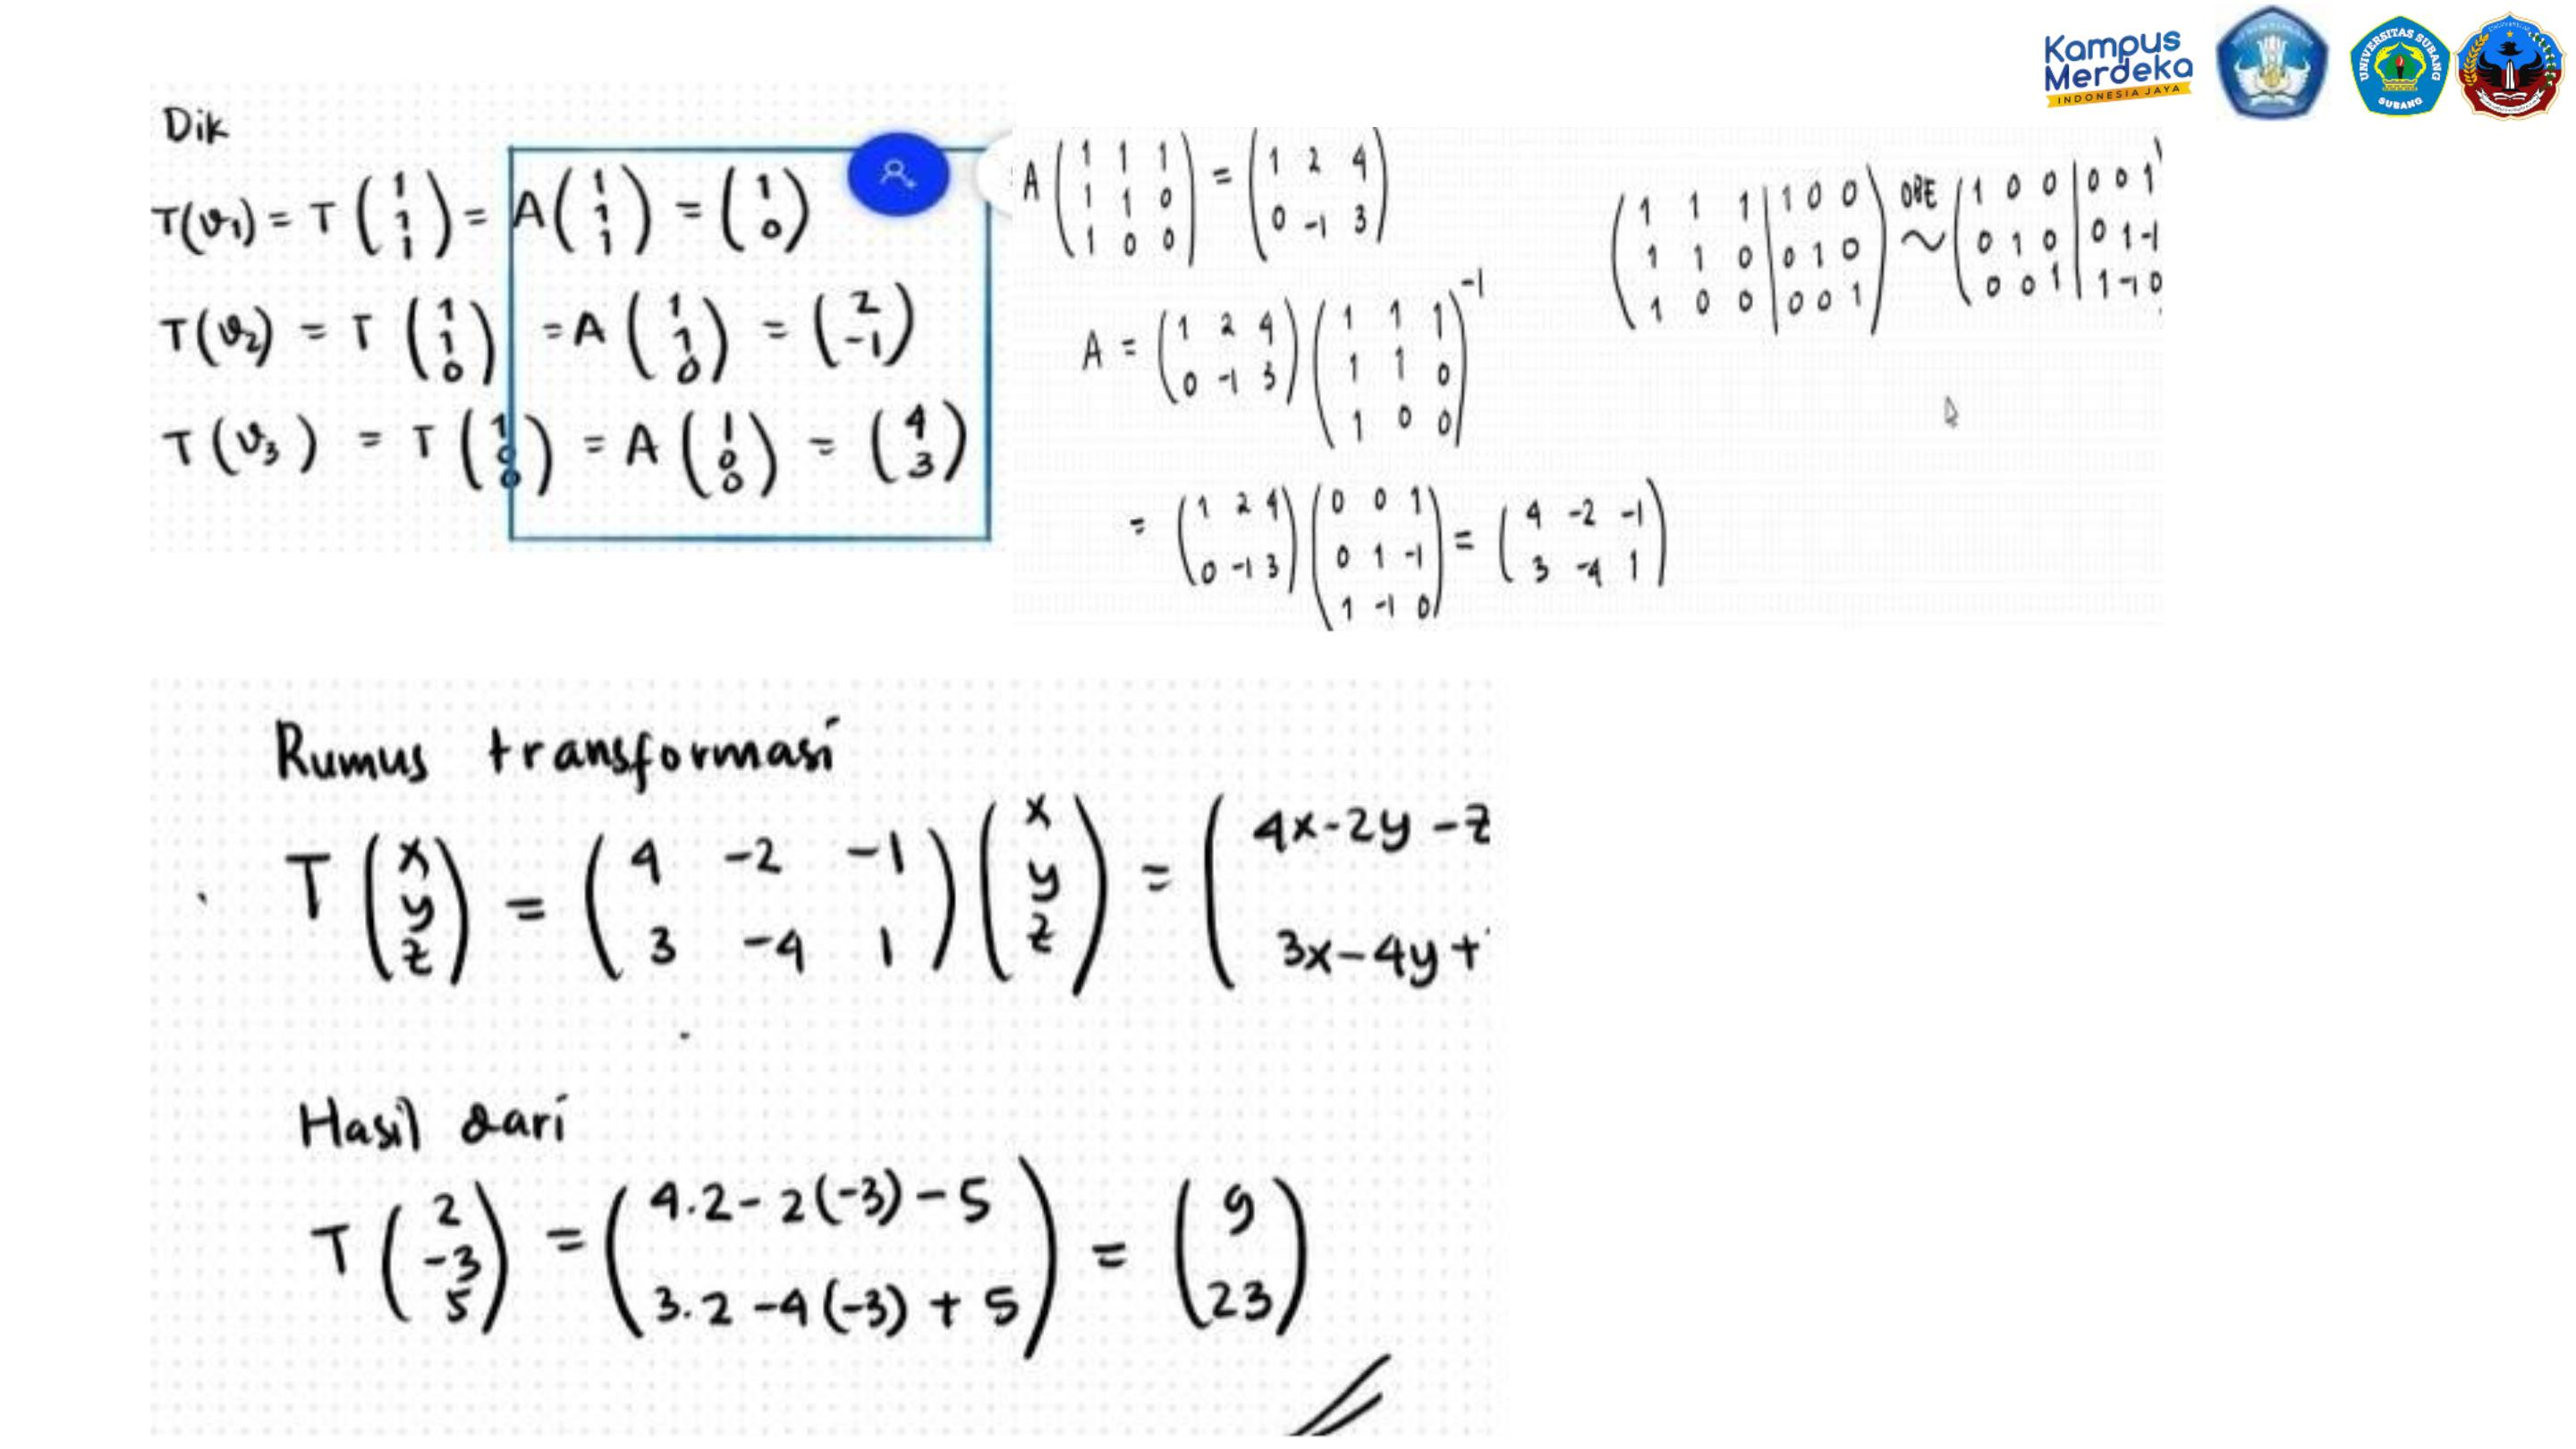 Kampus
Merdeka
INDONESIA JAYA
UNIVERSITAS SUBANG
SUBANG
Dik
T(v₁) = T (1 1 1) = A (1 1 1) = (1 0)
T(v₂) = T (1 1 0) = A (1 1 0) = (2 -1)
T(v₃) = T (1 0 0) = A (1 0 0) = (4 3)
A (1 1 1 / 1 1 0 / 1 0 0) = (1 2 4 / 0 -1 3)
A = (1 2 4 / 0 -1 3) (1 1 1 / 1 1 0 / 1 0 0)⁻¹
= (1 2 4 / 0 -1 3) (0 0 1 / 0 1 -1 / 1 -1 0) = (4 -2 -1 / 3 -4 1)
(1 1 1 | 1 0 0 / 1 1 0 | 0 1 0 / 1 0 0 | 0 0 1) OBE ~ (1 0 0 | 0 0 1 / 0 1 0 | 0 1 -1 / 0 0 1 | 1 -1 0
Rumus transformasi
T (x y z) = (4 -2 -1 / 3 -4 1) (x y z) = (4x-2y-z / 3x-4y+
Hasil dari
T (2 -3 5) = (4.2-2(-3)-5 / 3.2-4(-3)+5) = (9 23)